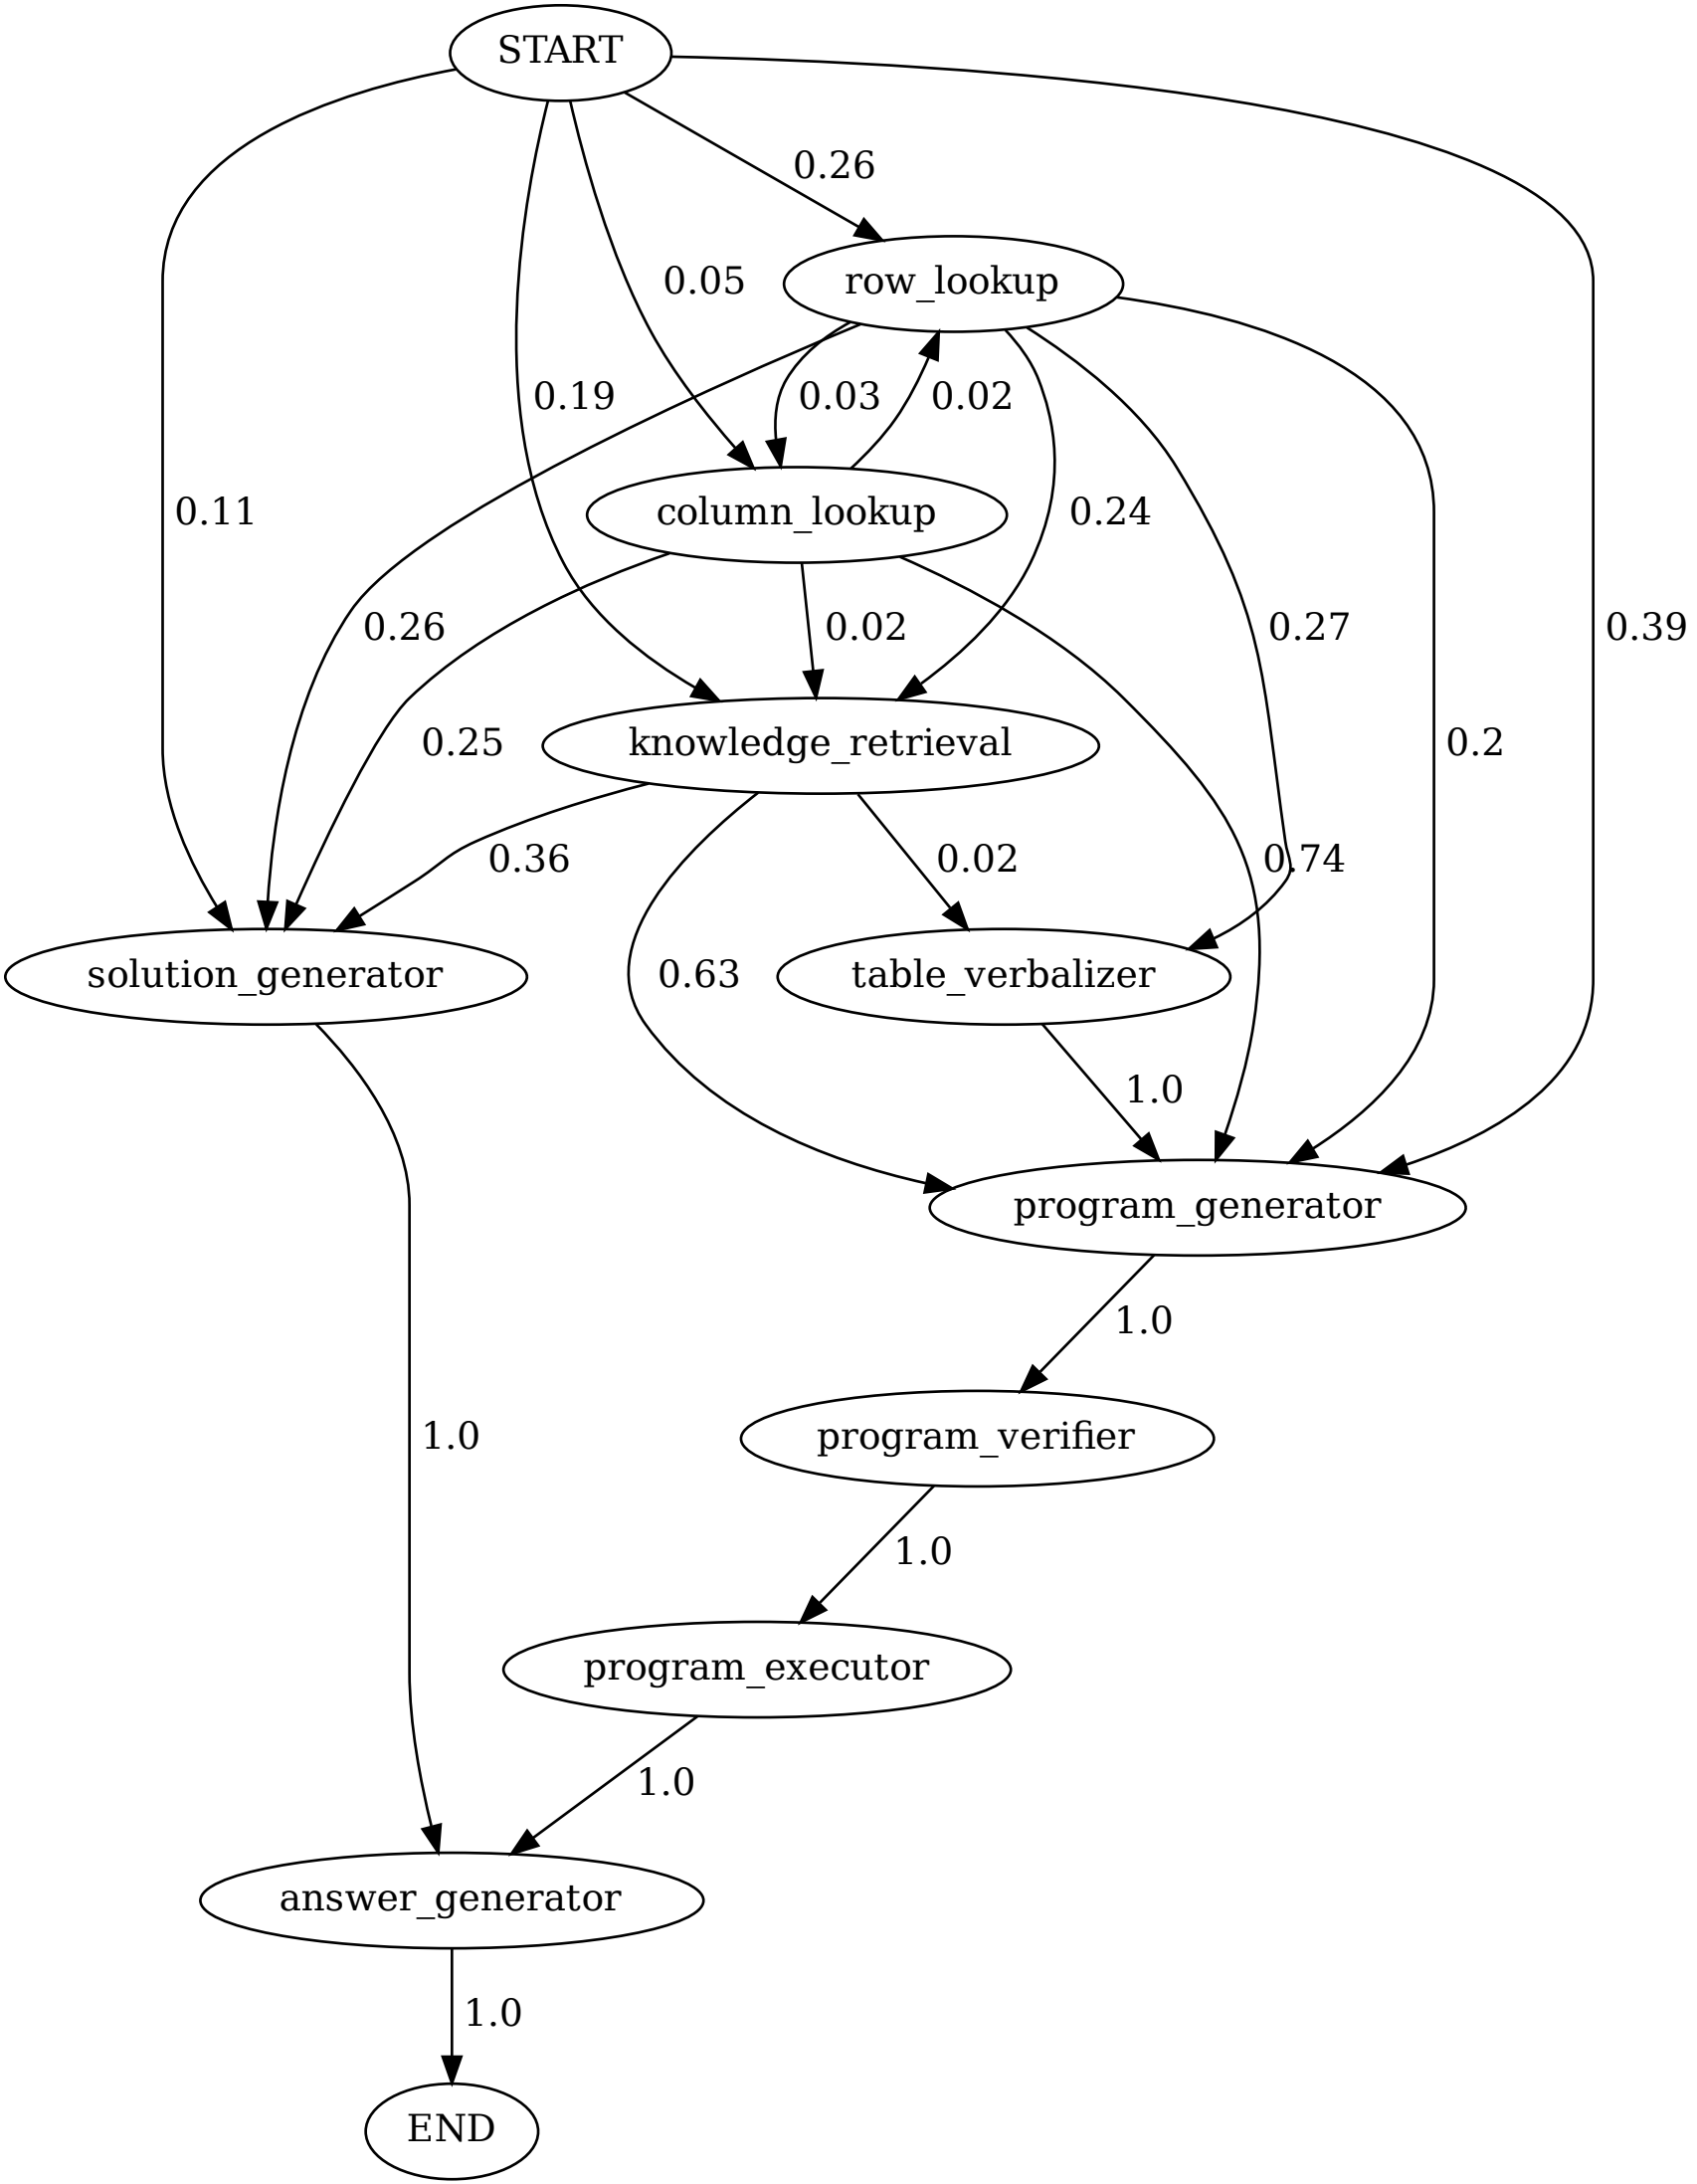 START
0.26
row_lookup
0.05
0.19
0.03
0.02
0.11
column_lookup
0.24
0.26
0.02
0.27
0.39
0.25
knowledge_retrieval
0.2
0.36
0.02
0.74
solution_generator
0.63
table_verbalizer
1.0
program_generator
1.0
program_verifier
1.0
1.0
program_executor
1.0
answer_generator
1.0
END